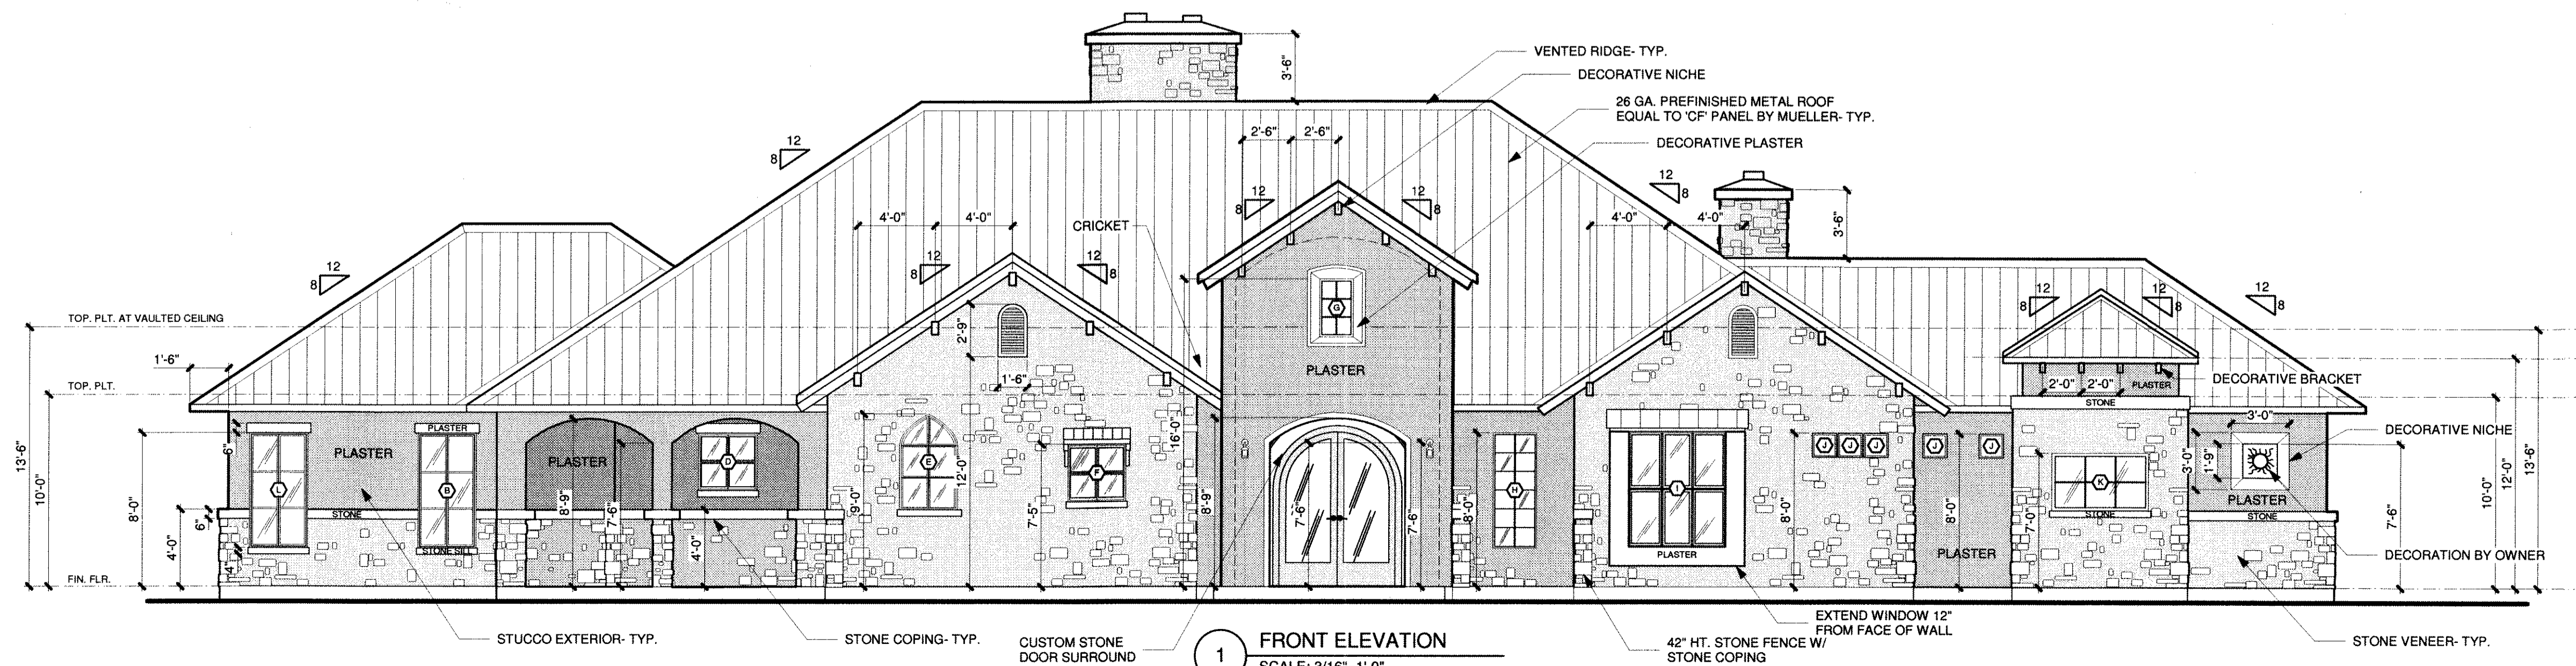 VENTED RIDGE- TYP.
DECORATIVE NICHE
26 GA. PREFINISHED METAL ROOF
EQUAL TO 'CF' PANEL BY MUELLER- TYP.
DECORATIVE PLASTER
3'-6"
2'-6" 2'-6"
12
8
12
8
12
8
12
8
4'-0" 4'-0"
CRICKET
4'-0" 4'-0"
3'-6"
12
8
12
8
12
8
12
8
12
8
12
8
TOP. PLT. AT VAULTED CEILING
1'-6"
TOP. PLT.
FIN. FLR.
13'-6"
10'-0"
8'-0"
4'-0"
6"
6"
4"
PLASTER
PLASTER
L
B
STONE
STONE SILL
PLASTER
8'-9"
7'-6"
D
4'-0"
9'-0"
E
2'-9"
1'-6"
12'-0"
7'-5"
F
16'-0"
8'-9"
G
PLASTER
7'-6"
7'-6"
8'-0"
H
I
PLASTER
8'-0"
J J J
J J
8'-0"
PLASTER
7'-0"
2'-0" 2'-0"
PLASTER
STONE
K
STONE
DECORATIVE BRACKET
3'-0"
3'-0"
1'-9"
DECORATIVE NICHE
PLASTER
STONE
DECORATION BY OWNER
7'-6"
10'-0"
12'-0"
13'-6"
STUCCO EXTERIOR- TYP.
STONE COPING- TYP.
CUSTOM STONE
DOOR SURROUND
1
FRONT ELEVATION
SCALE: 3/16"=1'-0"
EXTEND WINDOW 12"
FROM FACE OF WALL
42" HT. STONE FENCE W/
STONE COPING
STONE VENEER- TYP.